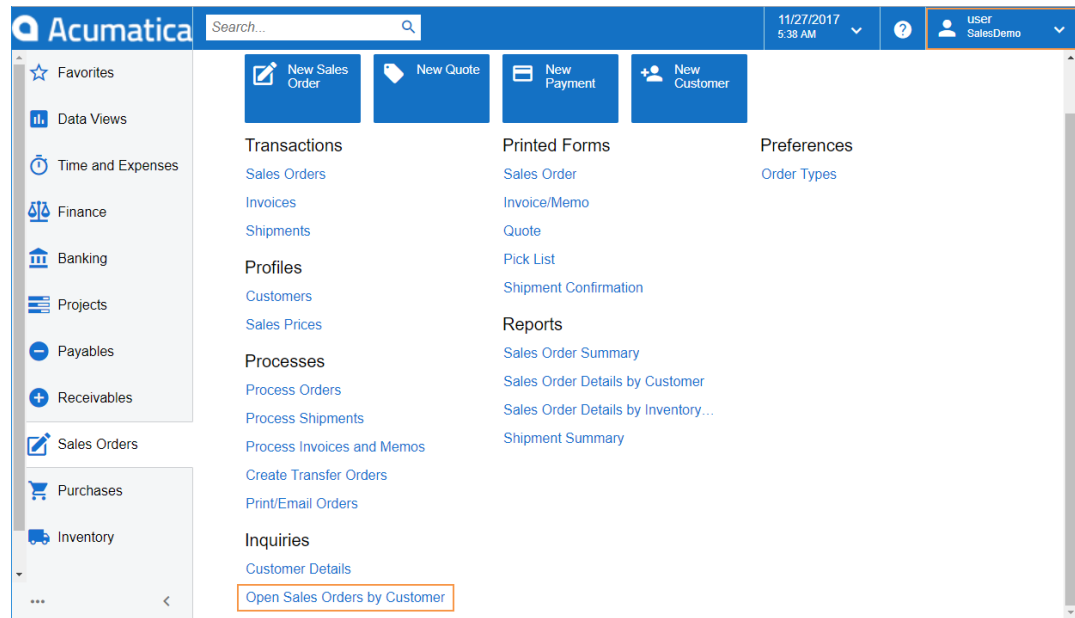 Acumatica
Search...
11/27/2017
5:38 AM
?
user
SalesDemo
Favorites
Data Views
Time and Expenses
Finance
Banking
Projects
Payables
Receivables
Sales Orders
Purchases
Inventory
New Sales
Order
New Quote
New
Payment
New
Customer
Transactions
Sales Orders
Invoices
Shipments
Profiles
Customers
Sales Prices
Processes
Process Orders
Process Shipments
Process Invoices and Memos
Create Transfer Orders
Print/Email Orders
Inquiries
Customer Details
Open Sales Orders by Customer
Printed Forms
Sales Order
Invoice/Memo
Quote
Pick List
Shipment Confirmation
Reports
Sales Order Summary
Sales Order Details by Customer
Sales Order Details by Inventory...
Shipment Summary
Preferences
Order Types